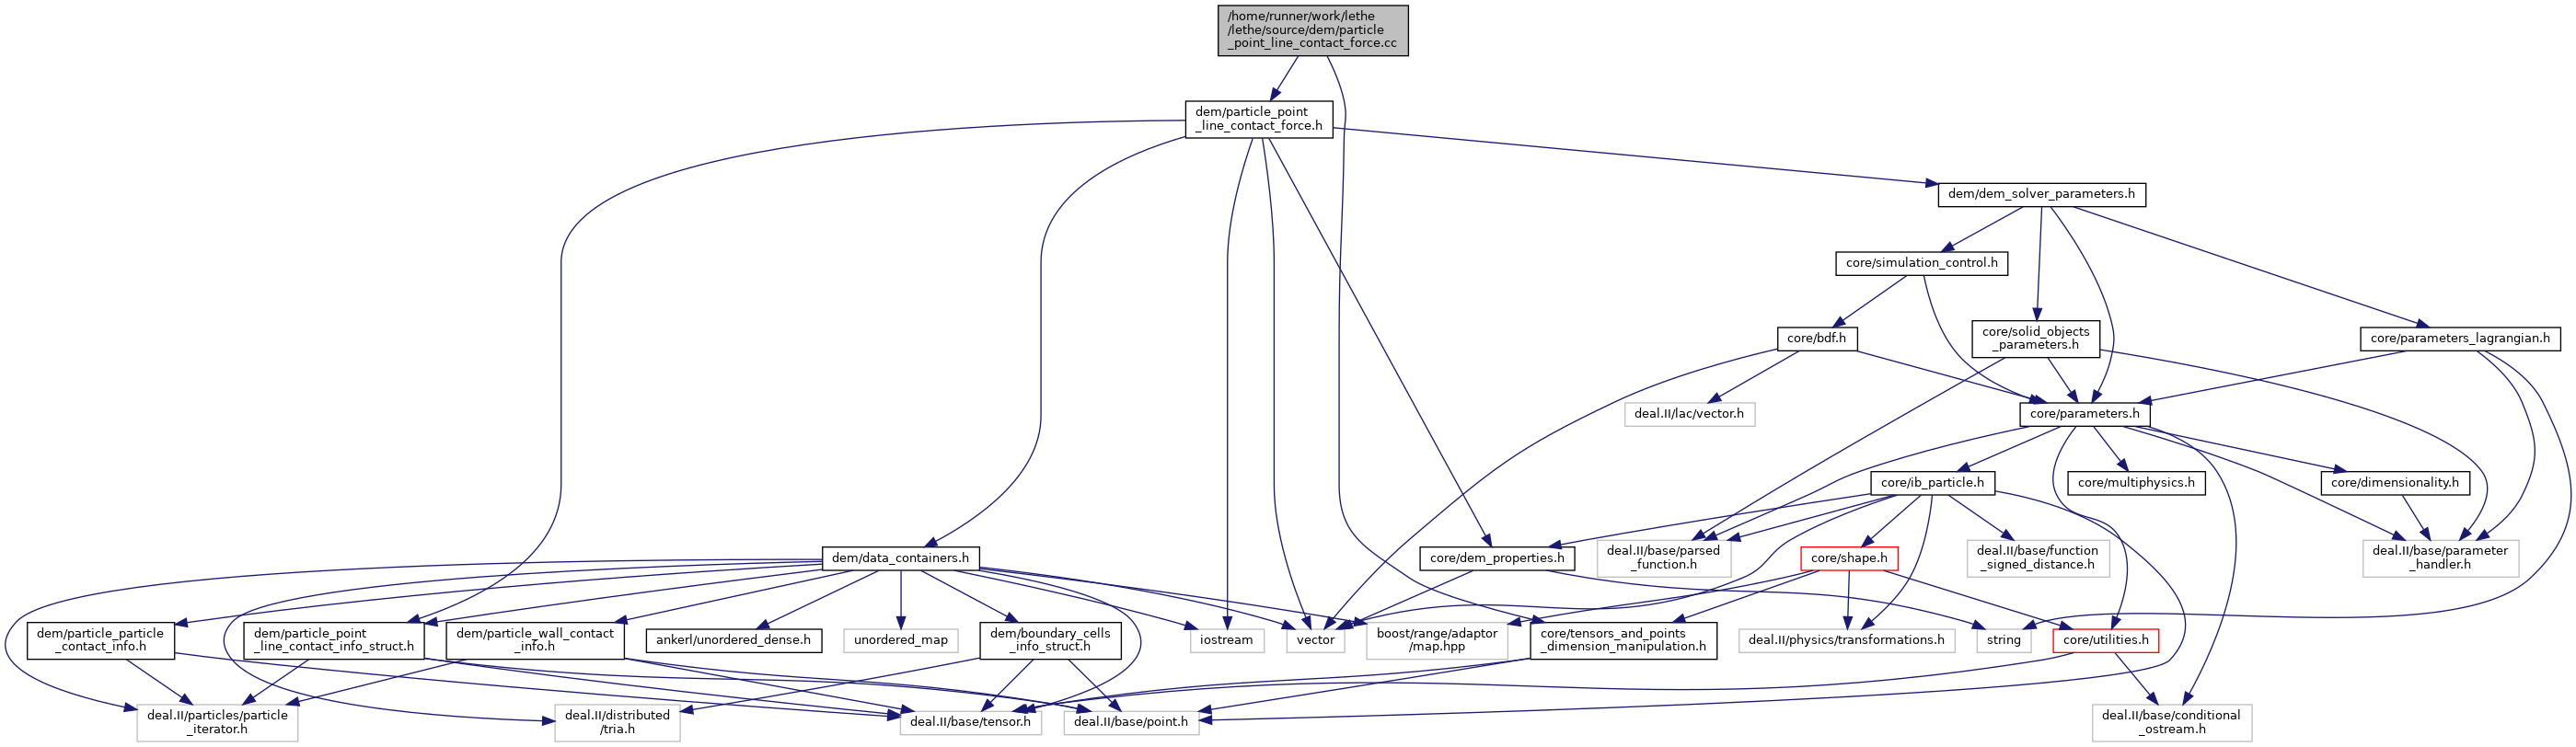 /home/runner/work/lethe
/lethe/source/dem/particle
_point_line_contact_force.cc
dem/particle_point
_line_contact_force.h
dem/dem_solver_parameters.h
core/simulation_control.h
core/bdf.h
core/solid_objects
_parameters.h
core/parameters_lagrangian.h
deal.II/lac/vector.h
core/parameters.h
core/ib_particle.h
core/multiphysics.h
core/dimensionality.h
dem/data_containers.h
core/dem_properties.h
deal.II/base/parsed
_function.h
core/shape.h
deal.II/base/function
_signed_distance.h
deal.II/base/parameter
_handler.h
dem/particle_particle
_contact_info.h
dem/particle_point
_line_contact_info_struct.h
dem/particle_wall_contact
_info.h
ankerl/unordered_dense.h
unordered_map
dem/boundary_cells
_info_struct.h
iostream
vector
boost/range/adaptor
/map.hpp
core/tensors_and_points
_dimension_manipulation.h
deal.II/physics/transformations.h
string
core/utilities.h
deal.II/particles/particle
_iterator.h
deal.II/distributed
/tria.h
deal.II/base/tensor.h
deal.II/base/point.h
deal.II/base/conditional
_ostream.h